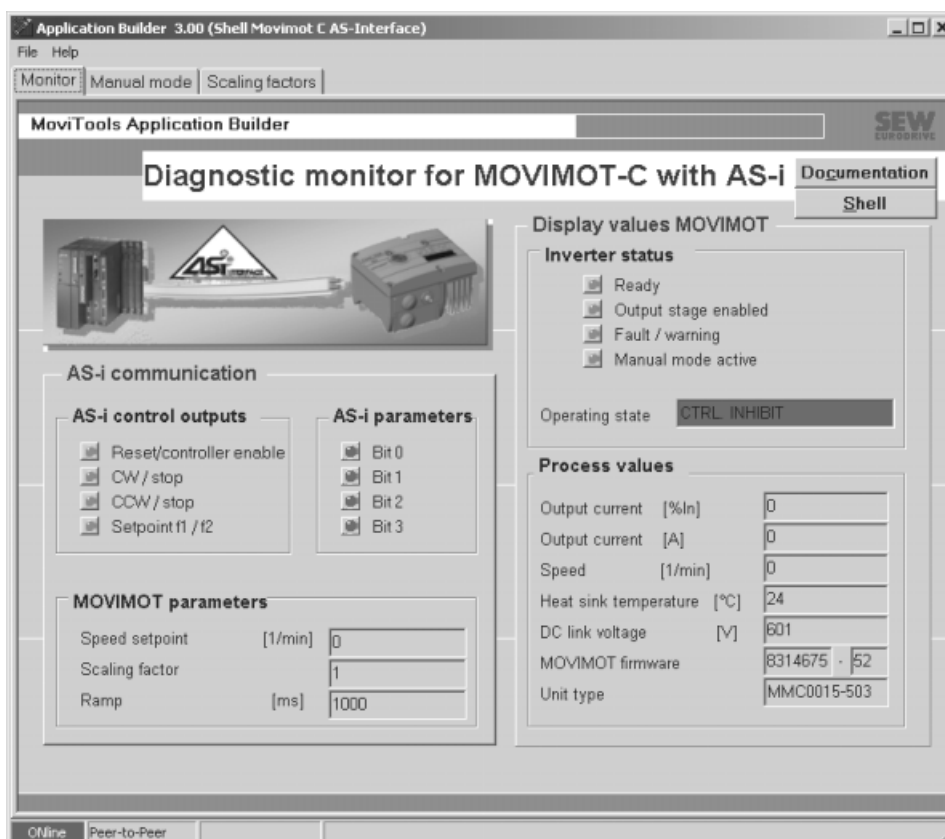 Application Builder 3.00 (Shell Movimot C AS-Interface)
File Help
Monitor Manual mode Scaling factors
MoviTools Application Builder
SEW
EURODRIVE
Diagnostic monitor for MOVIMOT-C with AS-i
Documentation
Shell
ASi INTERFACE
AS-i communication
AS-i control outputs
Reset/controller enable
CW / stop
CCW / stop
Setpoint f1 / f2
AS-i parameters
Bit 0
Bit 1
Bit 2
Bit 3
MOVIMOT parameters
Speed setpoint [1/min] 0
Scaling factor 1
Ramp [ms] 1000
Display values MOVIMOT
Inverter status
Ready
Output stage enabled
Fault / warning
Manual mode active
Operating state CTRL. INHIBIT
Process values
Output current [%In] 0
Output current [A] 0
Speed [1/min] 0
Heat sink temperature [°C] 24
DC link voltage [V] 601
MOVIMOT firmware 8314675 - 52
Unit type MMC0015-503
ONline Peer-to-Peer